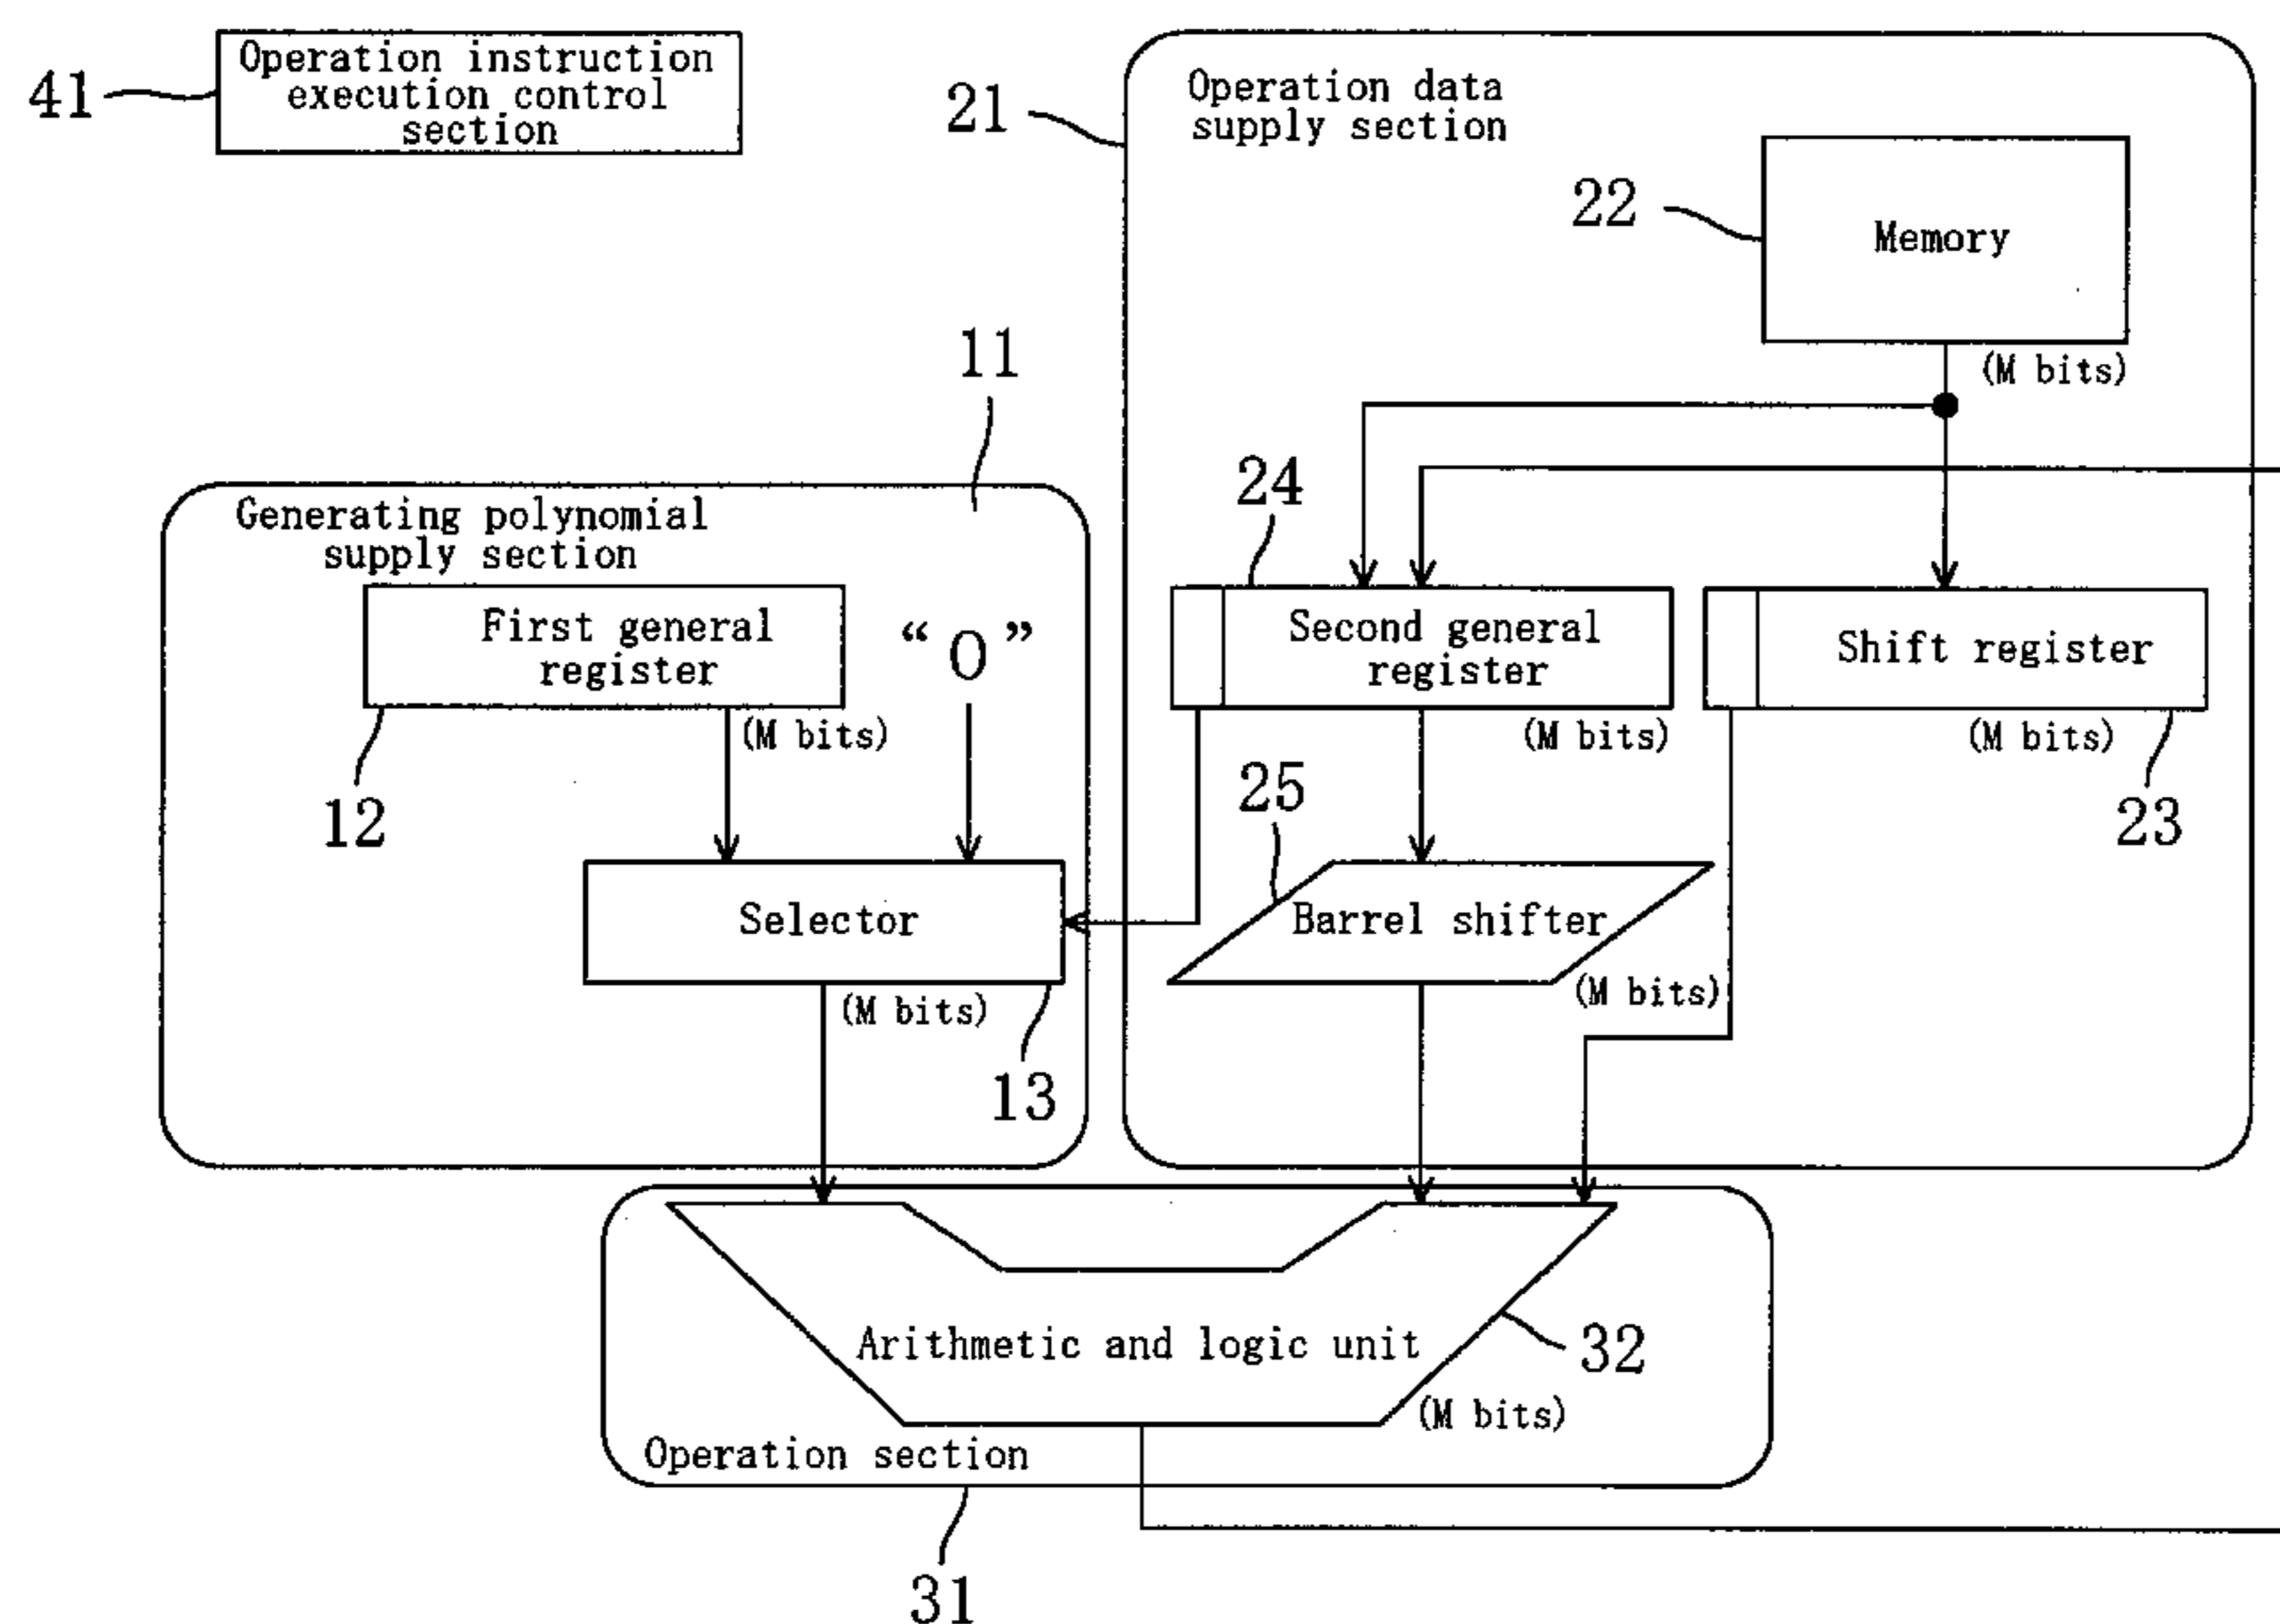 41
Operation instruction
execution control
section
21
Operation data
supply section
22
Memory
(M bits)
11
Generating polynomial
supply section
First general
register
(M bits)
12
“0”
24
Second general
register
(M bits)
Shift register
(M bits)
23
Selector
(M bits)
13
25
Barrel shifter
(M bits)
Arithmetic and logic unit
32
(M bits)
Operation section
31